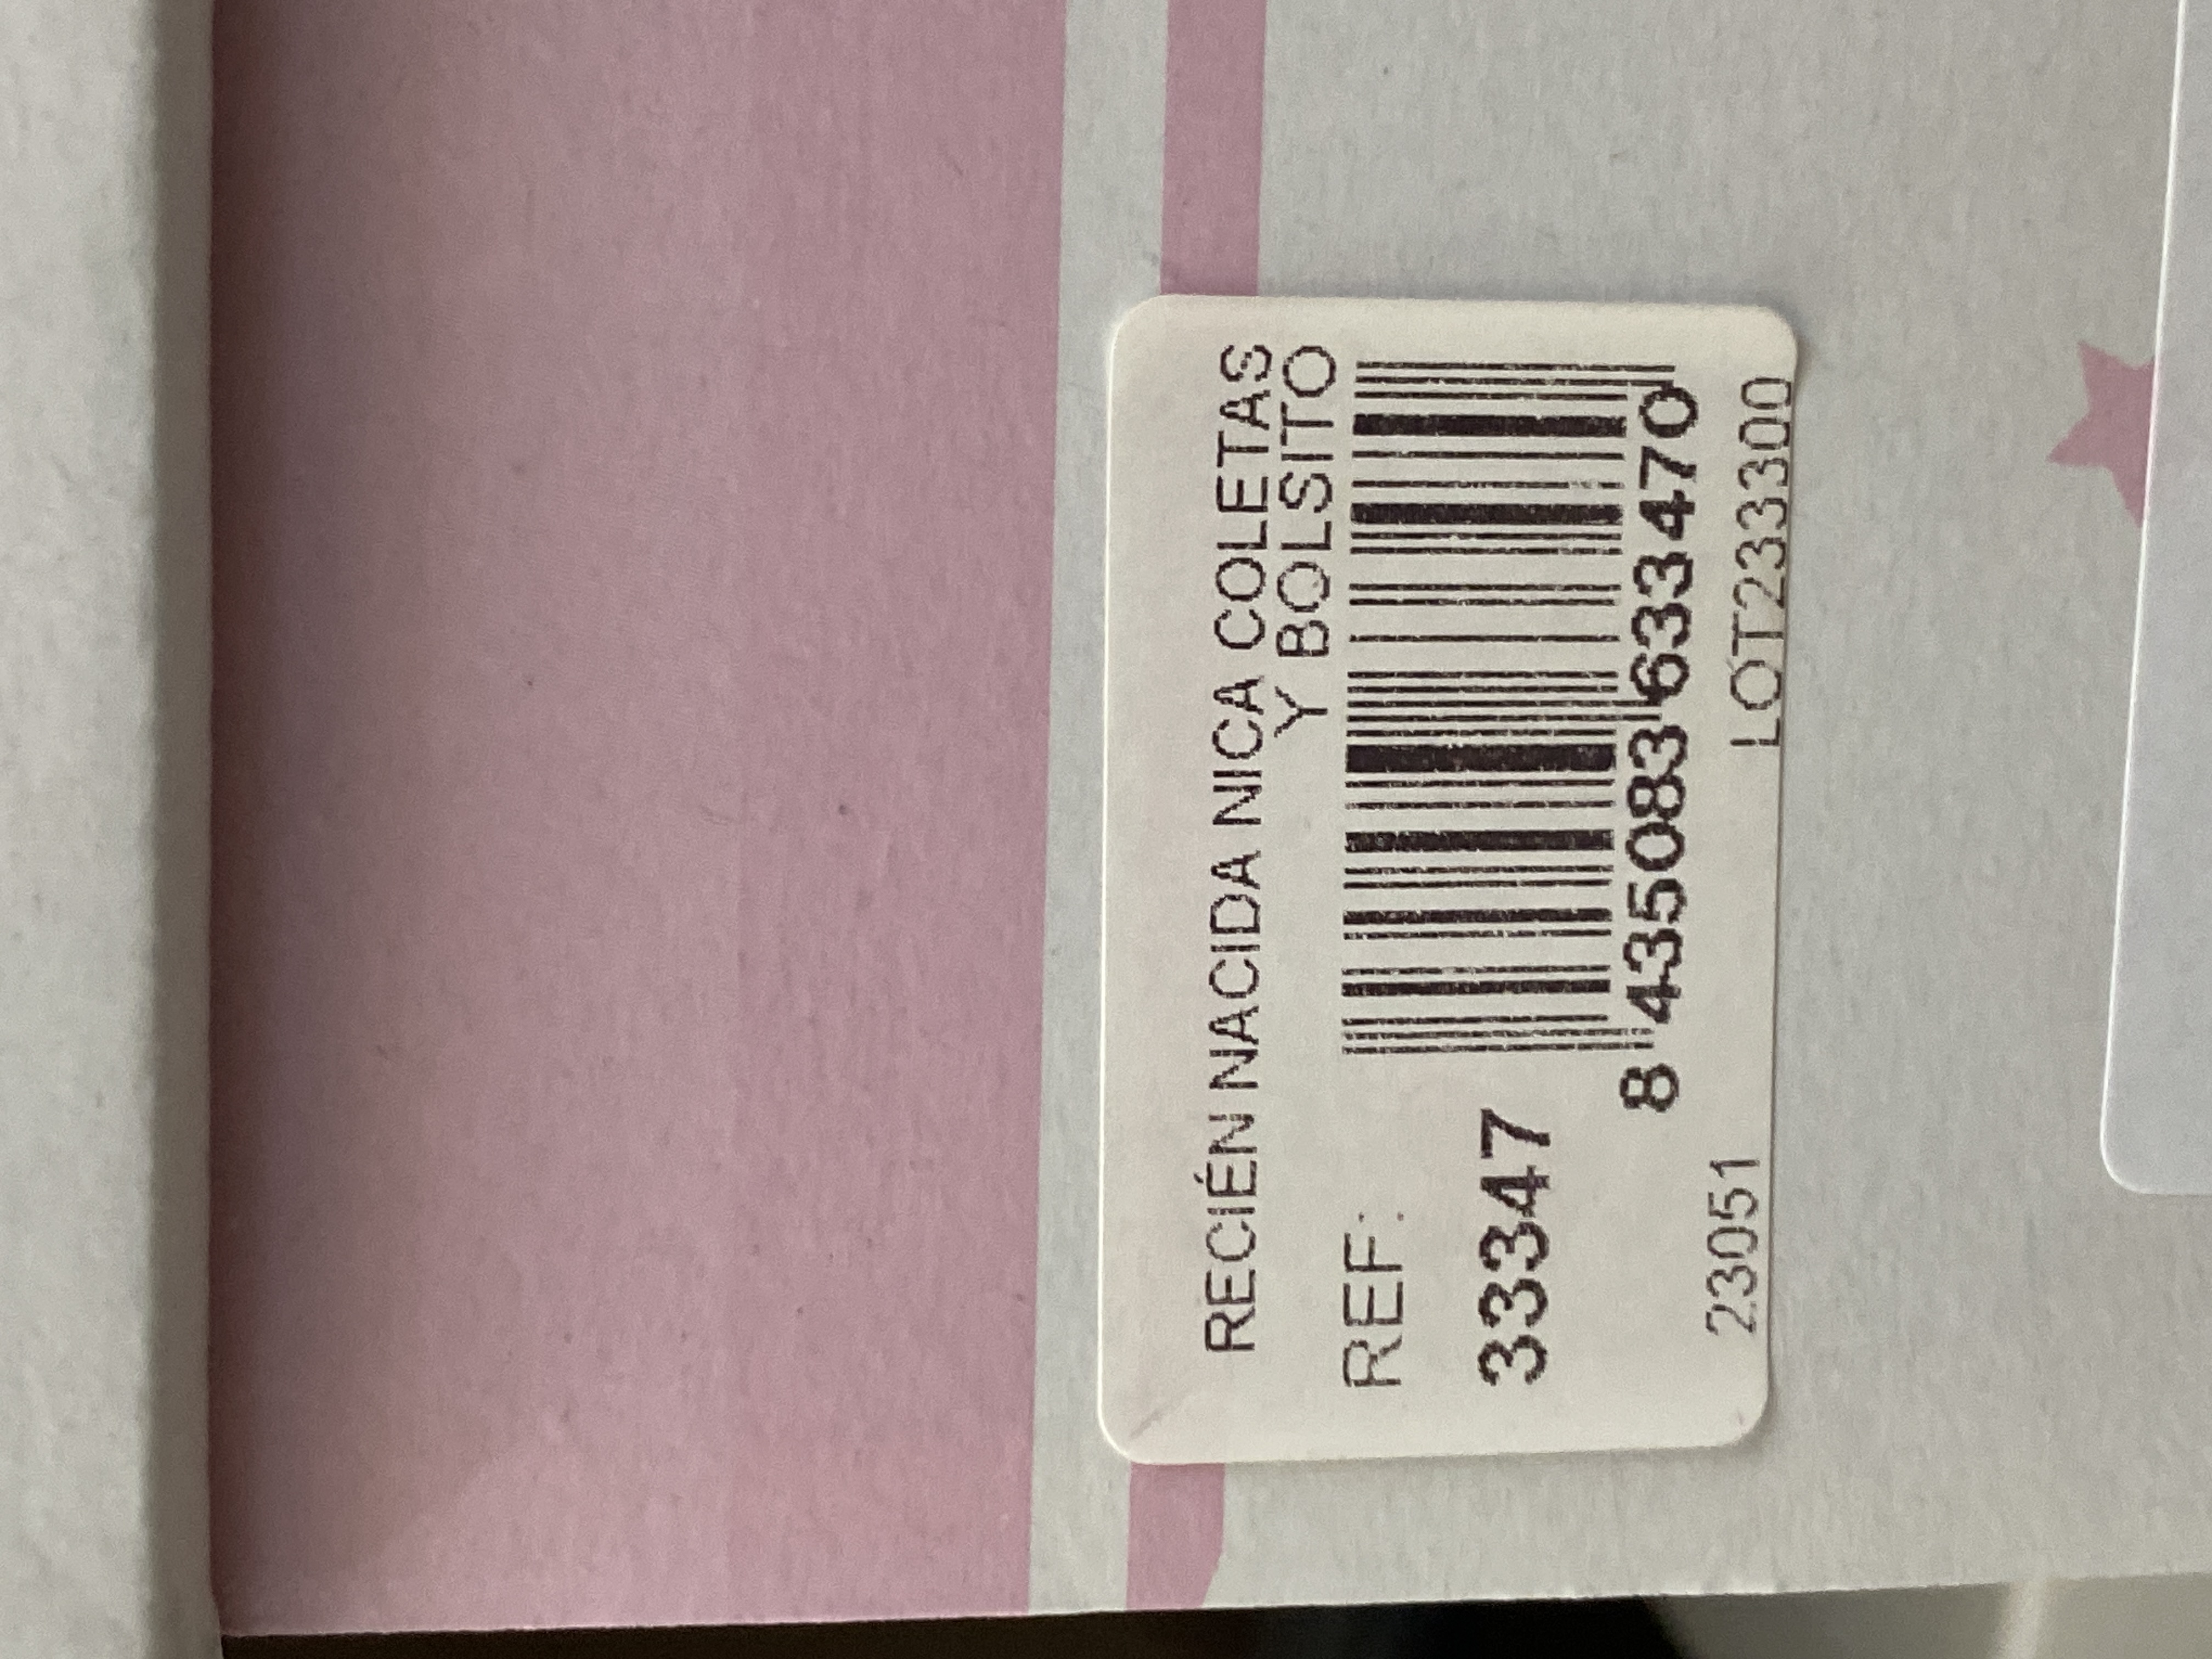 RECIÉN NACIDA NICA COLETAS
Y BOLSITO
REF:
33347
8 435083 633470
23051 LOT233300